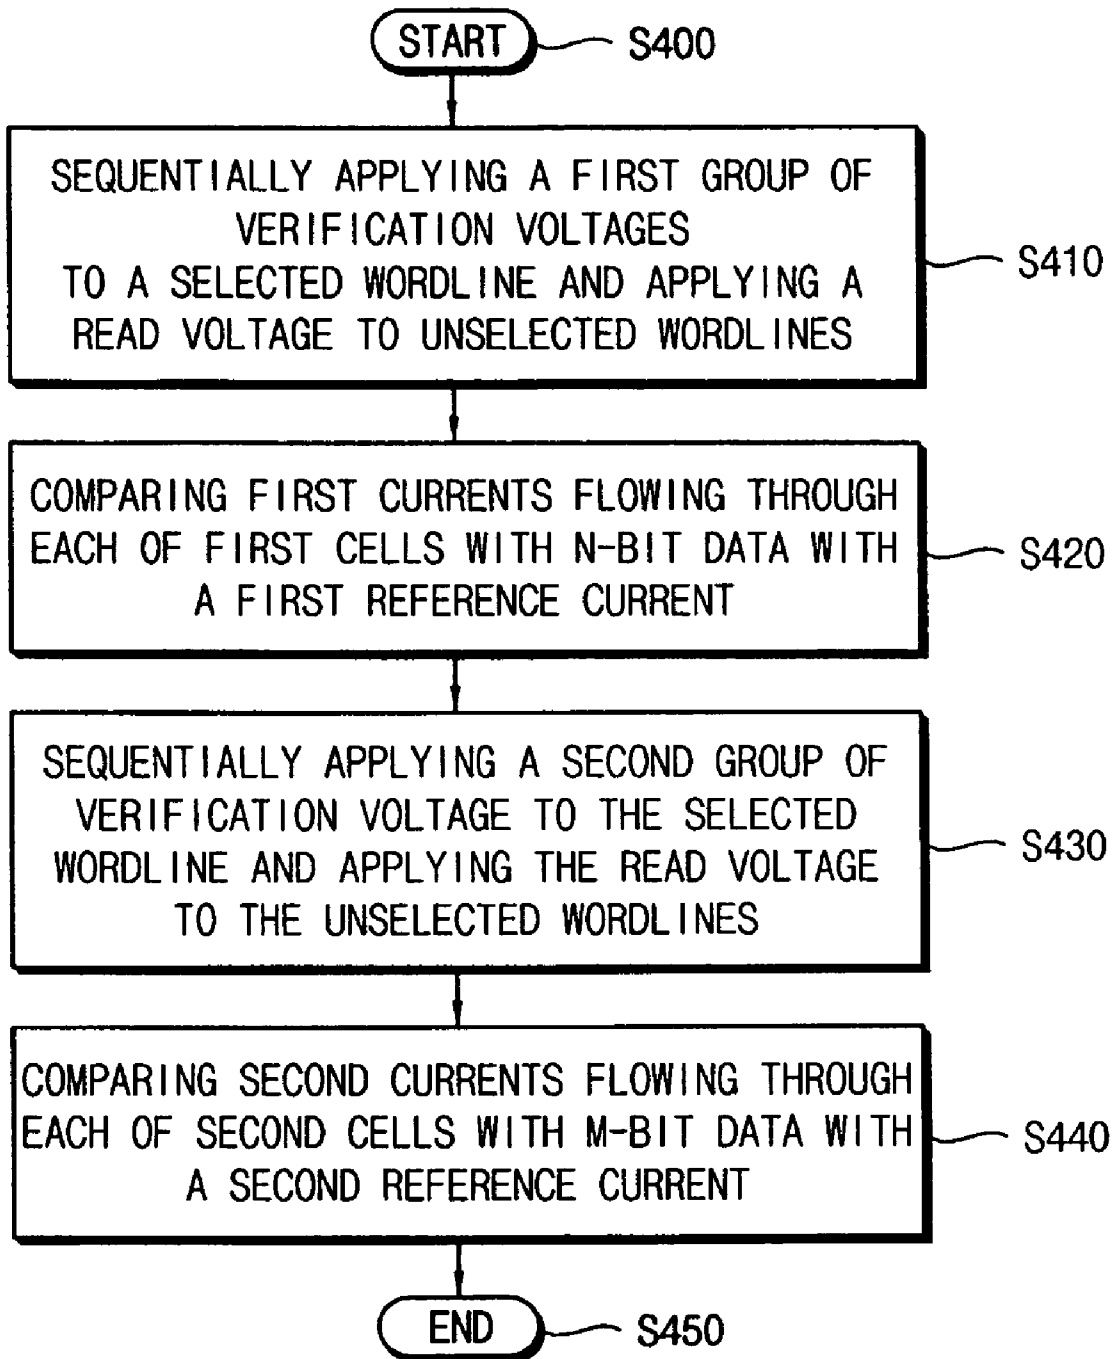 START
S400
SEQUENTIALLY APPLYING A FIRST GROUP OF
VERIFICATION VOLTAGES
TO A SELECTED WORDLINE AND APPLYING A
READ VOLTAGE TO UNSELECTED WORDLINES
S410
COMPARING FIRST CURRENTS FLOWING THROUGH
EACH OF FIRST CELLS WITH N-BIT DATA WITH
A FIRST REFERENCE CURRENT
S420
SEQUENTIALLY APPLYING A SECOND GROUP OF
VERIFICATION VOLTAGE TO THE SELECTED
WORDLINE AND APPLYING THE READ VOLTAGE
TO THE UNSELECTED WORDLINES
S430
COMPARING SECOND CURRENTS FLOWING THROUGH
EACH OF SECOND CELLS WITH M-BIT DATA WITH
A SECOND REFERENCE CURRENT
S440
END
S450